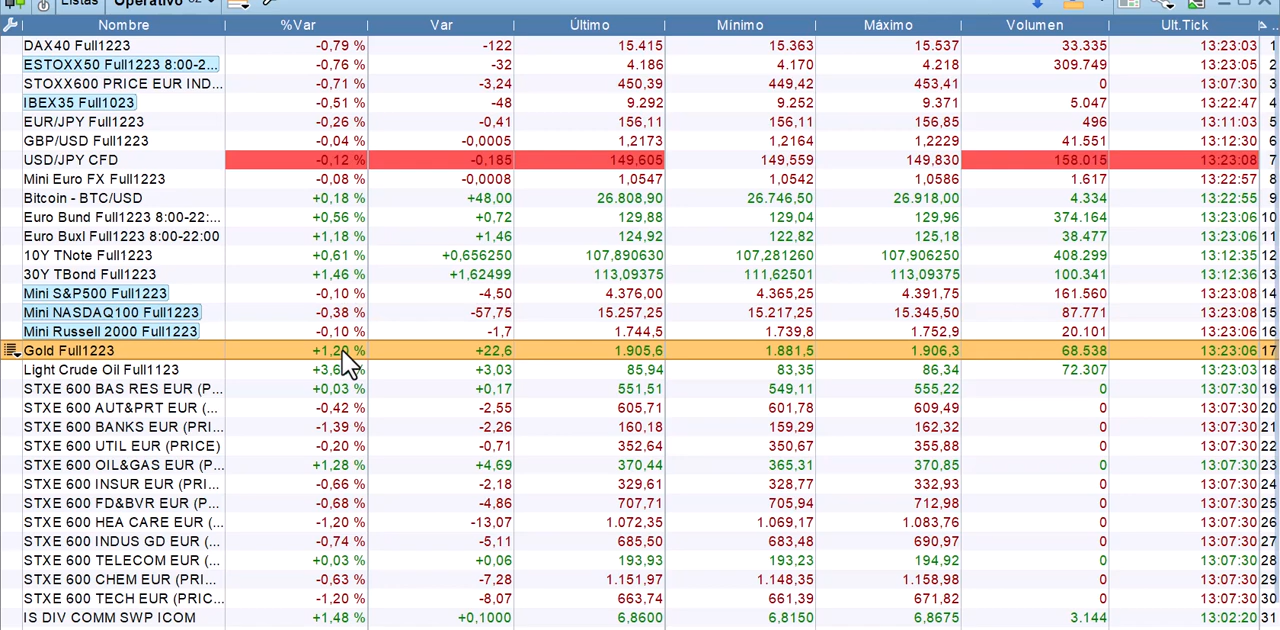 Listas Operativo
Nombre %Var Var Último Mínimo Máximo Volumen Ult.Tick
DAX40 Full1223 -0,79 % -122 15.415 15.363 15.537 33.335 13:23:03 1
ESTOXX50 Full1223 8:00-2... -0,76 % -32 4.186 4.170 4.218 309.749 13:23:05 2
STOXX600 PRICE EUR IND... -0,71 % -3,24 450,39 449,42 453,41 0 13:07:30 3
IBEX35 Full1023 -0,51 % -48 9.292 9.252 9.371 5.047 13:22:47 4
EUR/JPY Full1223 -0,26 % -0,41 156,11 156,11 156,85 496 13:11:03 5
GBP/USD Full1223 -0,04 % -0,0005 1,2173 1,2164 1,2229 41.551 13:12:30 6
USD/JPY CFD -0,12 % -0,185 149,605 149,559 149,830 158.015 13:23:08 7
Mini Euro FX Full1223 -0,08 % -0,0008 1,0547 1,0542 1,0586 1.617 13:22:57 8
Bitcoin - BTC/USD +0,18 % +48,00 26.808,90 26.746,50 26.918,00 4.334 13:22:55 9
Euro Bund Full1223 8:00-22:... +0,56 % +0,72 129,88 129,04 129,96 374.164 13:23:06 10
Euro Buxl Full1223 8:00-22:00 +1,18 % +1,46 124,92 122,82 125,18 38.477 13:23:06 11
10Y TNote Full1223 +0,61 % +0,656250 107,890630 107,281260 107,906250 408.299 13:12:35 12
30Y TBond Full1223 +1,46 % +1,62499 113,09375 111,62501 113,09375 100.341 13:12:36 13
Mini S&P500 Full1223 -0,10 % -4,50 4.376,00 4.365,25 4.391,75 161.560 13:23:08 14
Mini NASDAQ100 Full1223 -0,38 % -57,75 15.257,25 15.217,25 15.345,50 87.771 13:23:08 15
Mini Russell 2000 Full1223 -0,10 % -1,7 1.744,5 1.739,8 1.752,9 20.101 13:23:06 16
Gold Full1223 +1,20 % +22,6 1.905,6 1.881,5 1.906,3 68.538 13:23:06 17
Light Crude Oil Full1123 % +3,03 85,94 83,35 86,34 72.307 13:23:03 18
STXE 600 BAS RES EUR (P... +0,03 % +0,17 551,51 549,11 555,22 0 13:07:30 19
STXE 600 AUT&PRT EUR (... -0,42 % -2,55 605,71 601,78 609,49 0 13:07:30 20
STXE 600 BANKS EUR (PRI... -1,39 % -2,26 160,18 159,29 162,32 0 13:07:30 21
STXE 600 UTIL EUR (PRICE) -0,20 % -0,71 352,64 350,67 355,88 0 13:07:30 22
STXE 600 OIL&GAS EUR (P... +1,28 % +4,69 370,44 365,31 370,85 0 13:07:30 23
STXE 600 INSUR EUR (PRI... -0,66 % -2,18 329,61 328,77 332,93 0 13:07:30 24
STXE 600 FD&BVR EUR (P... -0,68 % -4,86 707,71 705,94 712,98 0 13:07:30 25
STXE 600 HEA CARE EUR (... -1,20 % -13,07 1.072,35 1.069,17 1.083,76 0 13:07:30 26
STXE 600 INDUS GD EUR (... -0,74 % -5,11 685,50 683,48 690,97 0 13:07:30 27
STXE 600 TELECOM EUR (... +0,03 % +0,06 193,93 193,23 194,92 0 13:07:30 28
STXE 600 CHEM EUR (PRI... -0,63 % -7,28 1.151,97 1.148,35 1.158,98 0 13:07:30 29
STXE 600 TECH EUR (PRIC... -1,20 % -8,07 663,74 661,39 671,82 0 13:07:30 30
IS DIV COMM SWP ICOM +1,48 % +0,1000 6,8600 6,8150 6,8675 3.144 13:02:20 31